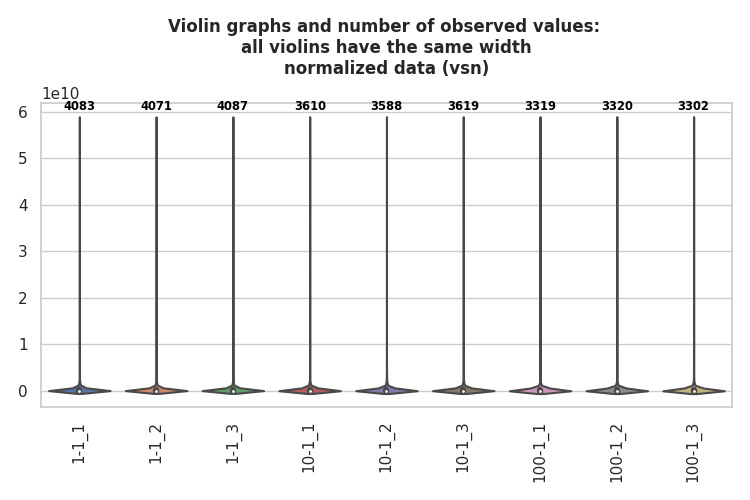 Violin graphs and number of observed values:
all violins have the same width
normalized data (vsn)
1e10
4083 4071 4087 3610 3588 3619 3319 3320 3302
6
5
4
3
2
1
0
1-1_1 1-1_2 1-1_3 10-1_1 10-1_2 10-1_3 100-1_1 100-1_2 100-1_3